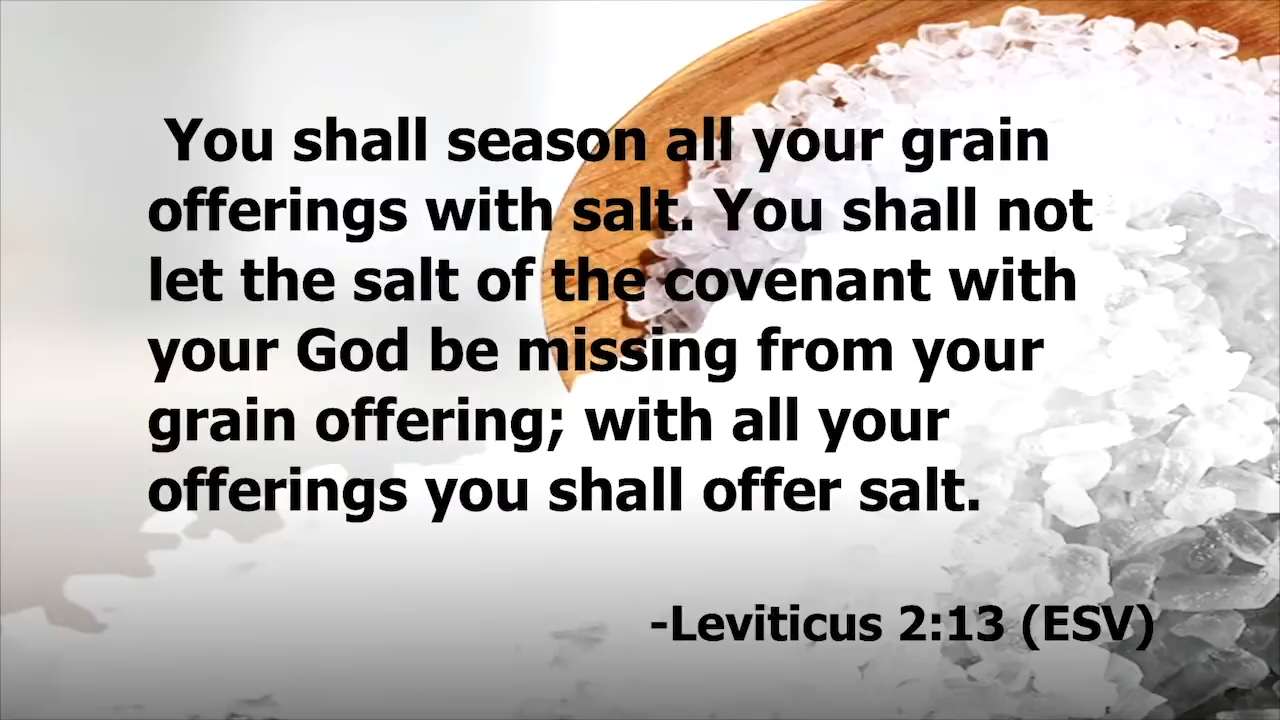 You shall season all your grain
offerings with salt. You shall not
let the salt of the covenant with
your God be missing from your
grain offering; with all your
offerings you shall offer salt.
-Leviticus 2:13 (ESV)